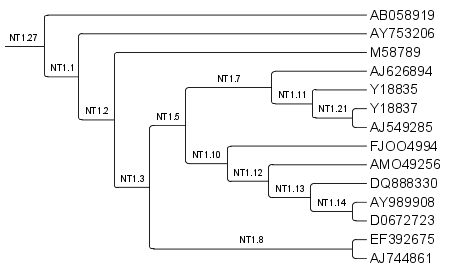 AB058919
NT1.27
AY753206
NT1.1
M58789
AJ626894
NT1.7
Y18835
NT1.11
NT1.2
Y18837
NT1.21
NT1.5
AJ549285
FJOO4994
NT1.10
AMO49256
NT1.12
NT1.3
DQ888330
NT1.13
AY989908
NT1.14
D0672723
EF392675
NT1.8
AJ744861